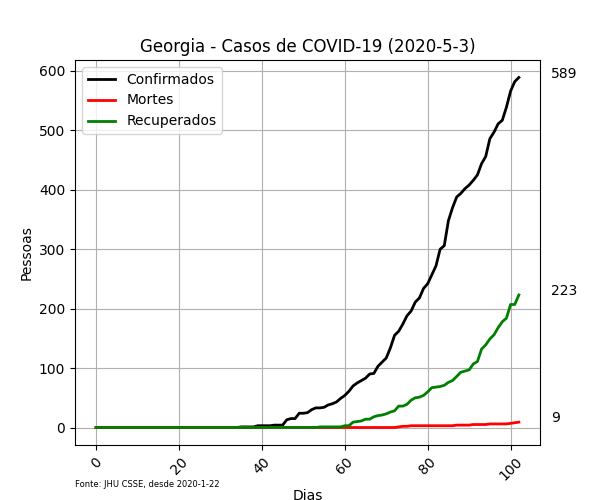 Georgia - Casos de COVID-19 (2020-5-3)
Confirmados
Mortes
Recuperados
600
500
400
300
200
100
0
Pessoas
589
223
9
0
20
40
60
80
100
Fonte: JHU CSSE, desde 2020-1-22
Dias